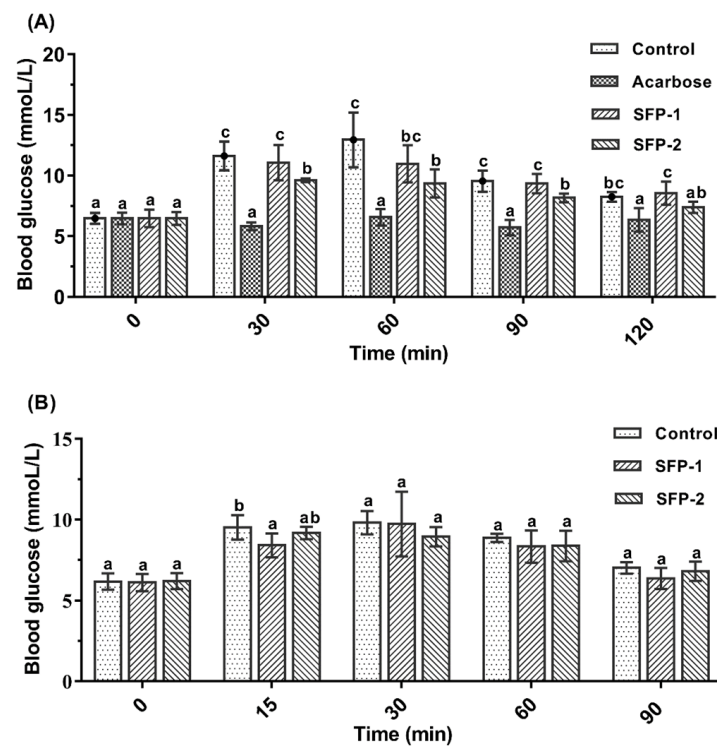 (A)
Blood glucose (mmoL/L)
20
15
10
5
0
Control
Acarbose
SFP-1
SFP-2
a a a a
c a c b
c a bc b
c a c b
bc a c ab
0 30 60 90 120
Time (min)
(B)
Blood glucose (mmoL/L)
15
10
5
0
Control
SFP-1
SFP-2
a a a
b a ab
a a a
a a a
a a a
0 15 30 60 90
Time (min)